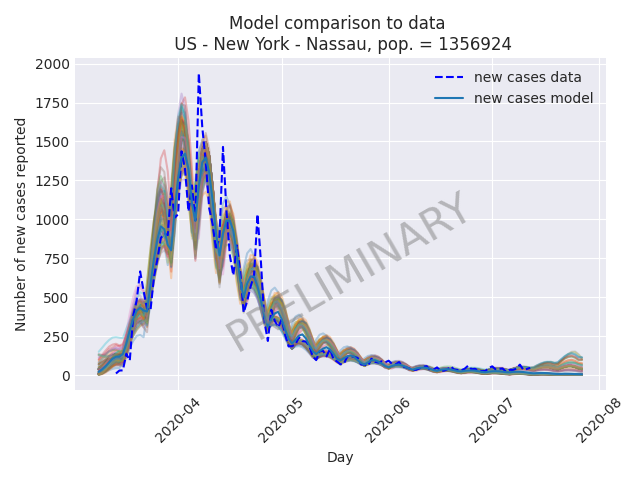 Model comparison to data
US - New York - Nassau, pop. = 1356924
new cases data
new cases model
Number of new cases reported
2000
1750
1500
1250
1000
750
500
250
0
PRELIMINARY
2020-04
2020-05
2020-06
2020-07
2020-08
Day